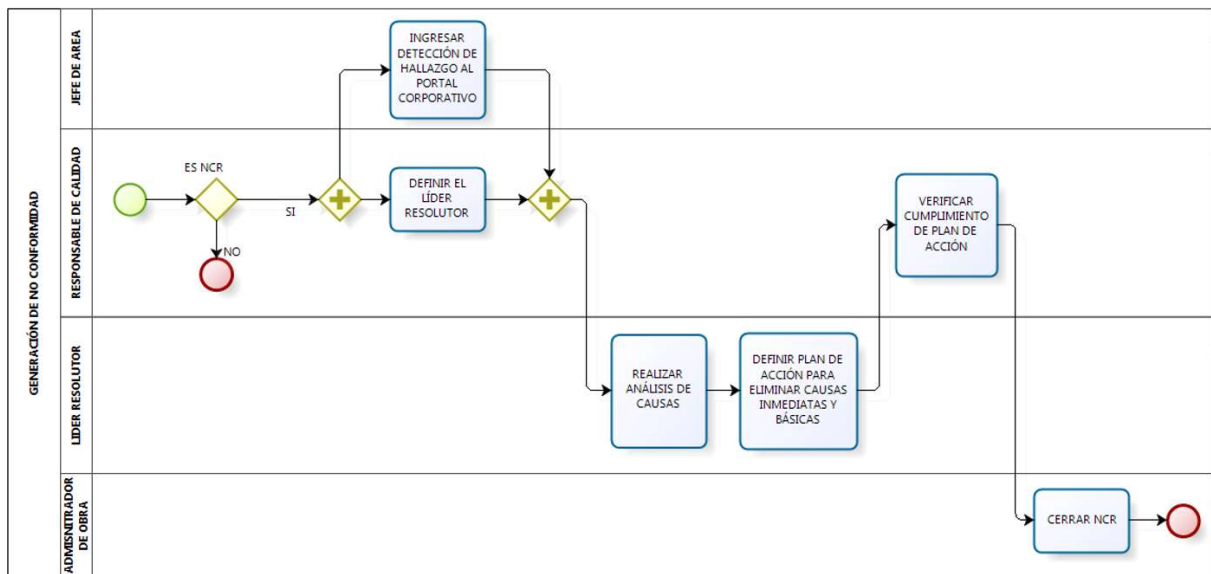 GENERACIÓN DE NO CONFORMIDAD
JEFE DE AREA
INGRESAR
DETECCIÓN DE
HALLAZGO AL
PORTAL
CORPORATIVO
RESPONSABLE DE CALIDAD
ES NCR
SI
NO
DEFINIR EL
LÍDER
RESOLUTOR
VERIFICAR
CUMPLIMIENTO
DE PLAN DE
ACCIÓN
LIDER RESOLUTOR
REALIZAR
ANÁLISIS DE
CAUSAS
DEFINIR PLAN DE
ACCIÓN PARA
ELIMINAR CAUSAS
INMEDIATAS Y
BÁSICAS
ADMISNITRADOR
DE OBRA
CERRAR NCR